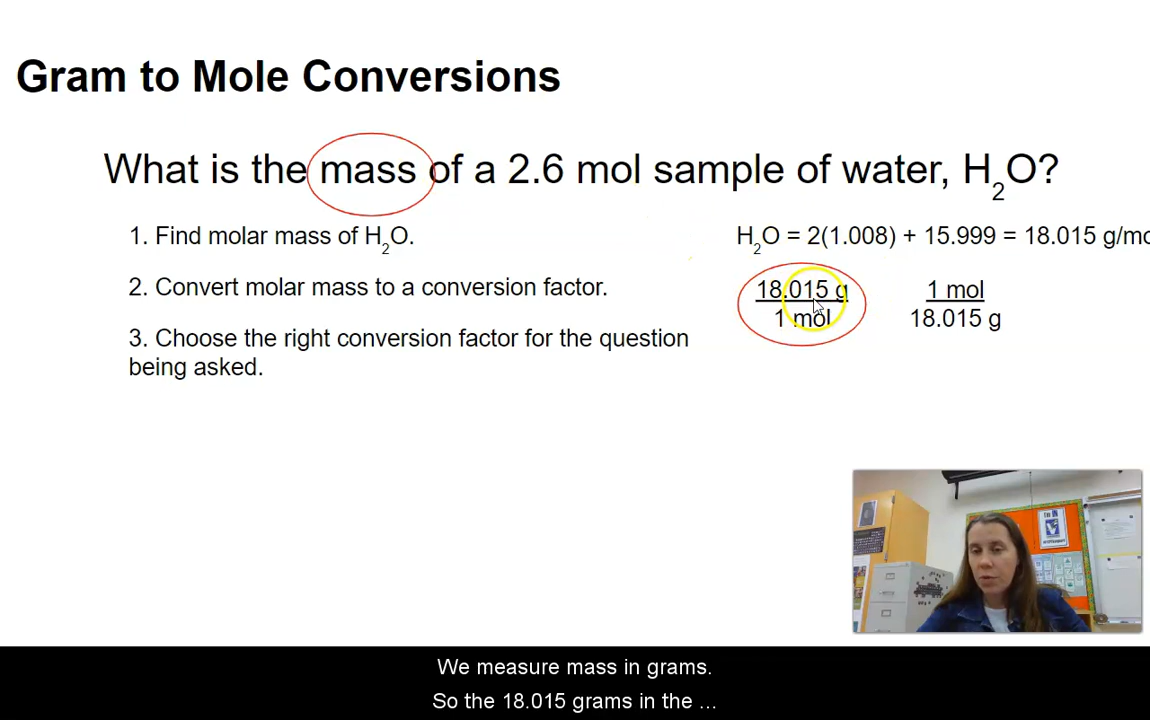 Gram to Mole Conversions
What is the mass of a 2.6 mol sample of water, H₂O?
1. Find molar mass of H₂O.
H₂O = 2(1.008) + 15.999 = 18.015 g/mo
2. Convert molar mass to a conversion factor.
18.015 g
1 mol
1 mol
18.015 g
3. Choose the right conversion factor for the question
being asked.
We measure mass in grams.
So the 18.015 grams in the ...